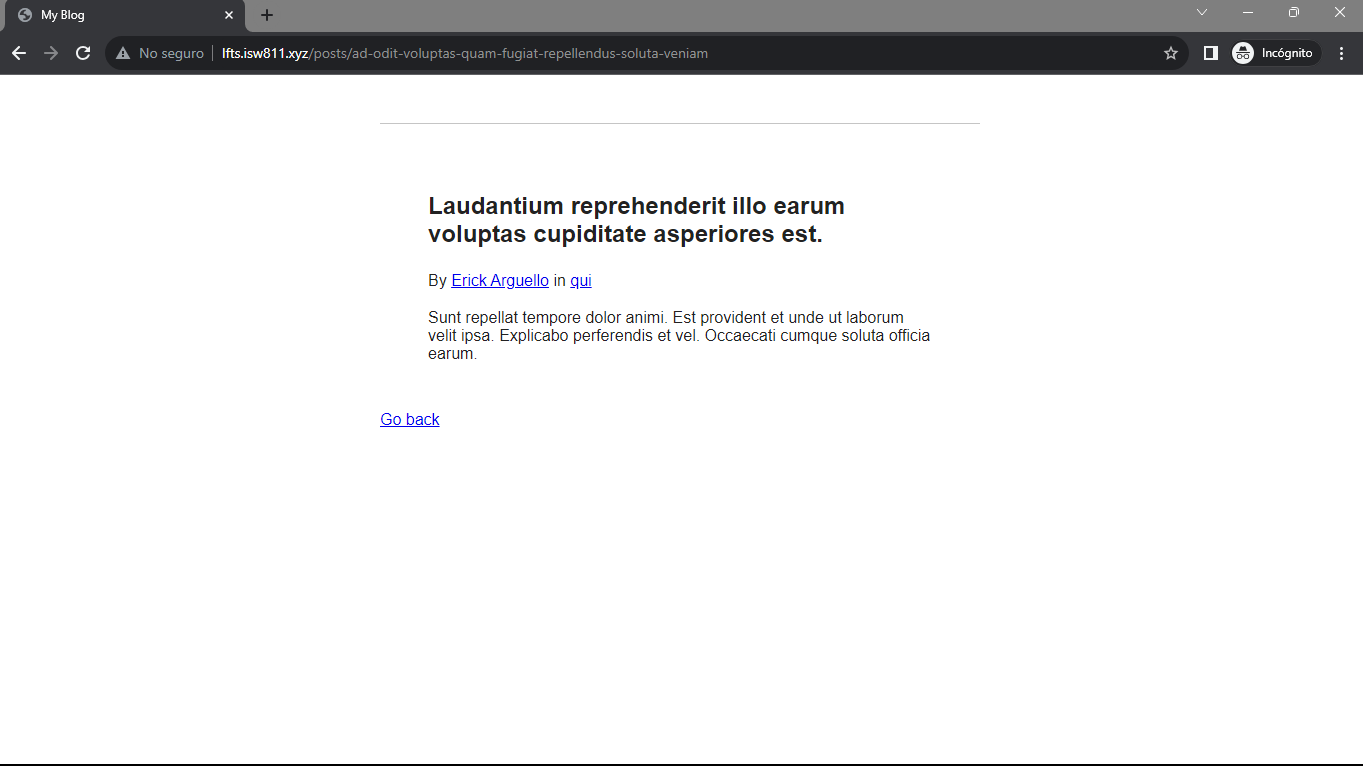 My Blog
No seguro
lfts.isw811.xyz/posts/ad-odit-voluptas-quam-fugiat-repellendus-soluta-veniam
Incógnito
Laudantium reprehenderit illo earum
voluptas cupiditate asperiores est.
By Erick Arguello in qui
Sunt repellat tempore dolor animi. Est provident et unde ut laborum
velit ipsa. Explicabo perferendis et vel. Occaecati cumque soluta officia
earum.
Go back